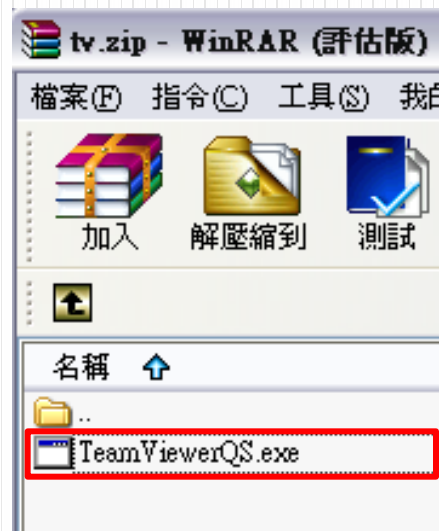 tv.zip - WinRAR (評估版)
檔案(F) 指令(C) 工具(S) 我
加入 解壓縮到 測試
名稱
..
TeamViewerQS.exe